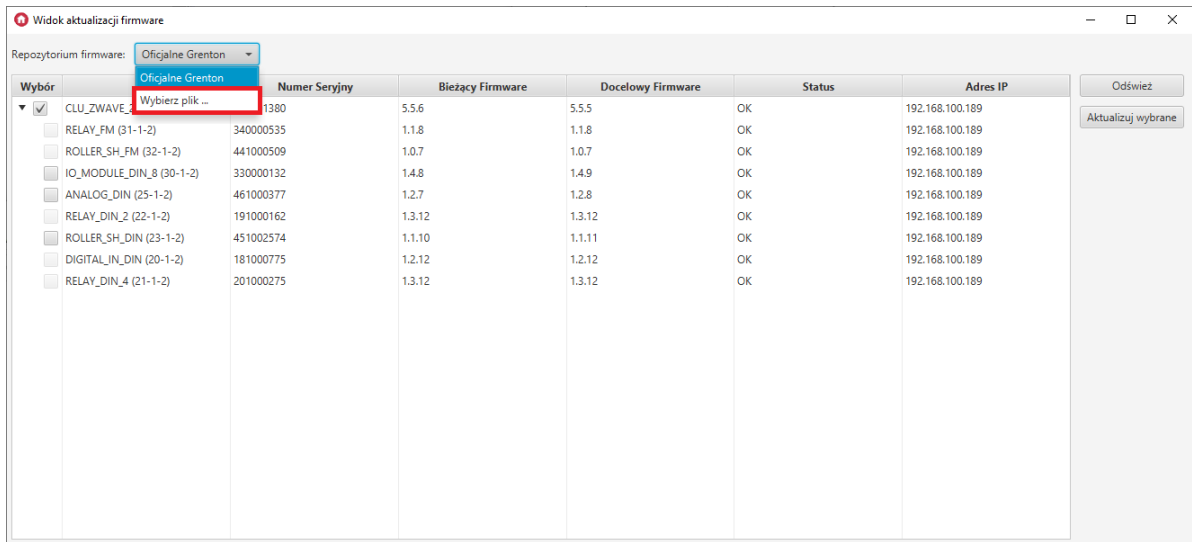 Widok aktualizacji firmware
Repozytorium firmware: Oficjalne Grenton
Oficjalne Grenton
Wybierz plik ...
Wybór Numer Seryjny Bieżący Firmware Docelowy Firmware Status Adres IP Odśwież
CLU_ZWAVE_2 1380 5.5.6 5.5.5 OK 192.168.100.189 Aktualizuj wybrane
RELAY_FM (31-1-2) 340000535 1.1.8 1.1.8 OK 192.168.100.189
ROLLER_SH_FM (32-1-2) 441000509 1.0.7 1.0.7 OK 192.168.100.189
IO_MODULE_DIN_8 (30-1-2) 330000132 1.4.8 1.4.9 OK 192.168.100.189
ANALOG_DIN (25-1-2) 461000377 1.2.7 1.2.8 OK 192.168.100.189
RELAY_DIN_2 (22-1-2) 191000162 1.3.12 1.3.12 OK 192.168.100.189
ROLLER_SH_DIN (23-1-2) 451002574 1.1.10 1.1.11 OK 192.168.100.189
DIGITAL_IN_DIN (20-1-2) 181000775 1.2.12 1.2.12 OK 192.168.100.189
RELAY_DIN_4 (21-1-2) 201000275 1.3.12 1.3.12 OK 192.168.100.189